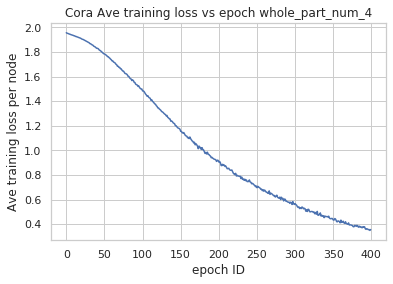 Cora Ave training loss vs epoch whole_part_num_4
Ave training loss per node
2.0
1.8
1.6
1.4
1.2
1.0
0.8
0.6
0.4
0 50 100 150 200 250 300 350 400
epoch ID